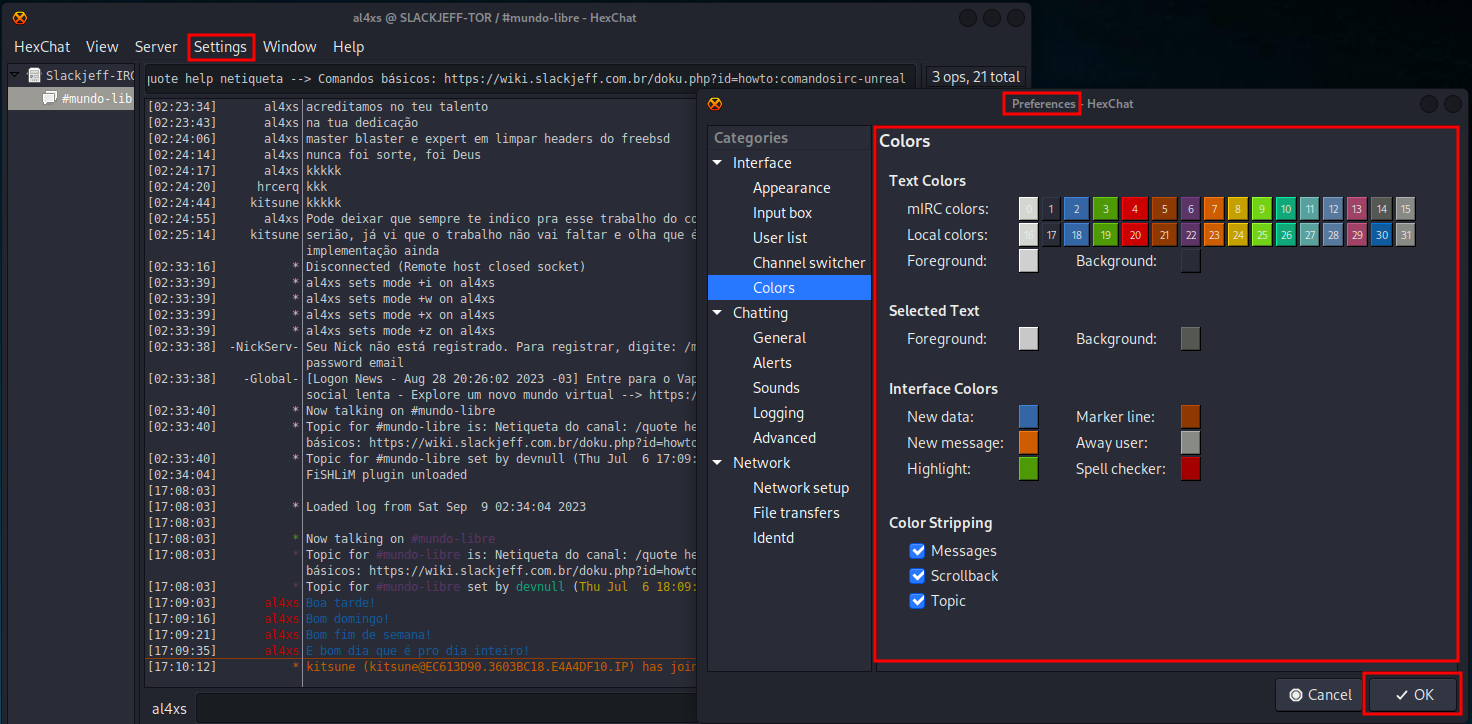 al4xs @ SLACKJEFF-TOR / #mundo-libre - HexChat
HexChat View Server Settings Window Help
Slackjeff-IRC
#mundo-lib
quote help netiqueta --> Comandos básicos: https://wiki.slackjeff.com.br/doku.php?id=howto:comandosirc-unreal
3 ops, 21 total
[02:23:34] al4xs acreditamos no teu talento
[02:23:43] al4xs na tua dedicação
[02:24:06] al4xs master blaster e expert em limpar headers do freebsd
[02:24:14] al4xs nunca foi sorte, foi Deus
[02:24:17] al4xs kkkkk
[02:24:20] hrcerq kkk
[02:24:44] kitsune kkkkk
[02:24:55] al4xs Pode deixar que sempre te indico pra esse trabalho do co
[02:25:14] kitsune serião, já vi que o trabalho não vai faltar e olha que é
implementação ainda
[02:33:16] * Disconnected (Remote host closed socket)
[02:33:39] * al4xs sets mode +i on al4xs
[02:33:39] * al4xs sets mode +w on al4xs
[02:33:39] * al4xs sets mode +x on al4xs
[02:33:39] * al4xs sets mode +z on al4xs
[02:33:38] -NickServ- Seu Nick não está registrado. Para registrar, digite: /m
password email
[02:33:38] -Global- [Logon News - Aug 28 20:26:02 2023 -03] Entre para o Vap
social lenta - Explore um novo mundo virtual --> https:/
[02:33:40] * Now talking on #mundo-libre
[02:33:40] * Topic for #mundo-libre is: Netiqueta do canal: /quote he
básicos: https://wiki.slackjeff.com.br/doku.php?id=howto
[02:33:40] * Topic for #mundo-libre set by devnull (Thu Jul 6 17:09:
[02:34:04] FiSHLiM plugin unloaded
[17:08:03]
[17:08:03] * Loaded log from Sat Sep 9 02:34:04 2023
[17:08:03]
[17:08:03] * Now talking on #mundo-libre
[17:08:03] * Topic for #mundo-libre is: Netiqueta do canal: /quote he
básicos: https://wiki.slackjeff.com.br/doku.php?id=howto
[17:08:03] * Topic for #mundo-libre set by devnull (Thu Jul 6 18:09:
[17:09:03] al4xs Boa tarde!
[17:09:16] al4xs Bom domingo!
[17:09:21] al4xs Bom fim de semana!
[17:09:35] al4xs E bom dia que é pro dia inteiro!
[17:10:12] * kitsune (kitsune@EC613D90.3603BC18.E4A4DF10.IP) has join
al4xs
Preferences - HexChat
Categories
Interface
Appearance
Input box
User list
Channel switcher
Colors
Chatting
General
Alerts
Sounds
Logging
Advanced
Network
Network setup
File transfers
Identd
Colors
Text Colors
mIRC colors: 0 1 2 3 4 5 6 7 8 9 10 11 12 13 14 15
Local colors: 16 17 18 19 20 21 22 23 24 25 26 27 28 29 30 31
Foreground: Background:
Selected Text
Foreground: Background:
Interface Colors
New data: Marker line:
New message: Away user:
Highlight: Spell checker:
Color Stripping
Messages
Scrollback
Topic
Cancel OK